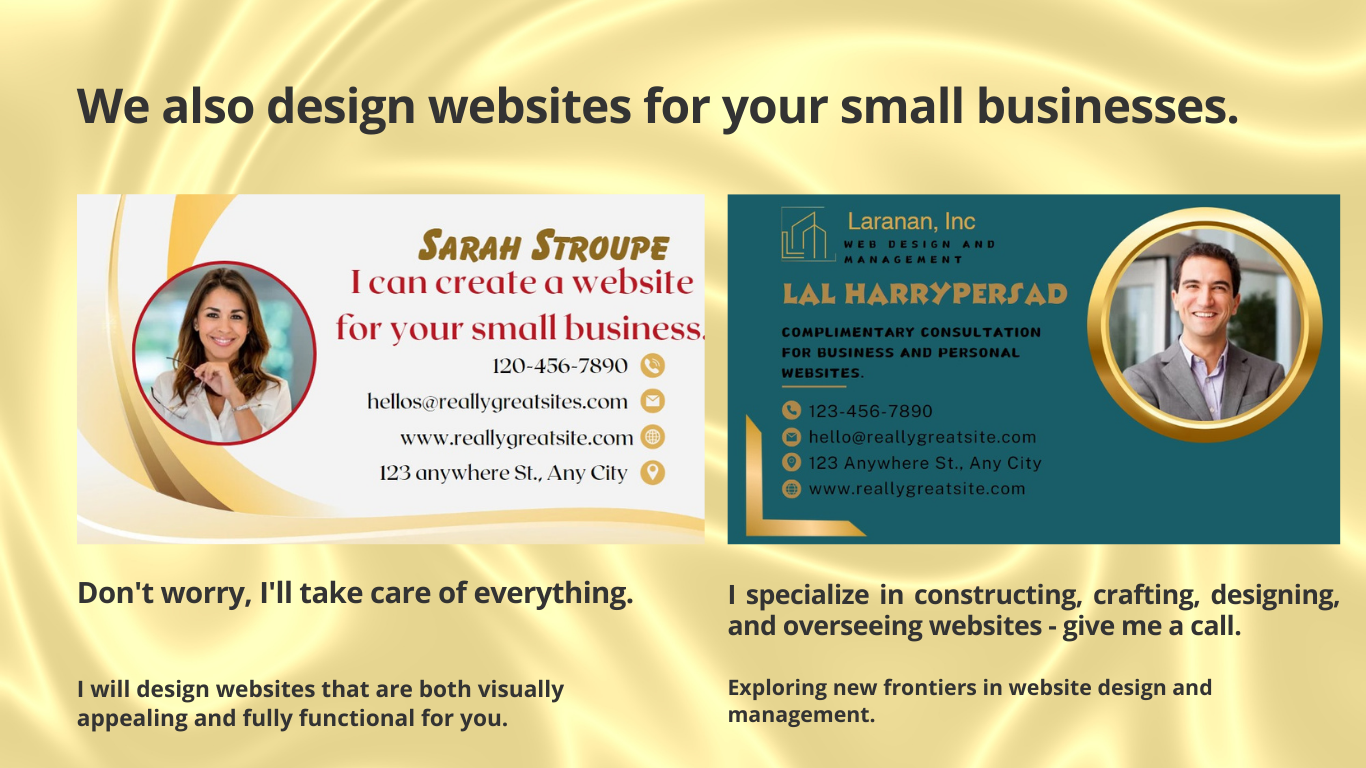 We also design websites for your small businesses.
SARAH STROUPE
I can create a website
for your small business.
120-456-7890
hellos@reallygreatsites.com
www.reallygreatsite.com
123 anywhere St., Any City
Laranan, Inc
WEB DESIGN AND
MANAGEMENT
LAL HARRYPERSAD
COMPLIMENTARY CONSULTATION
FOR BUSINESS AND PERSONAL
WEBSITES.
123-456-7890
hello@reallygreatsite.com
123 Anywhere St., Any City
www.reallygreatsite.com
Don't worry, I'll take care of everything.
I will design websites that are both visually
appealing and fully functional for you.
I specialize in constructing, crafting, designing,
and overseeing websites - give me a call.
Exploring new frontiers in website design and
management.